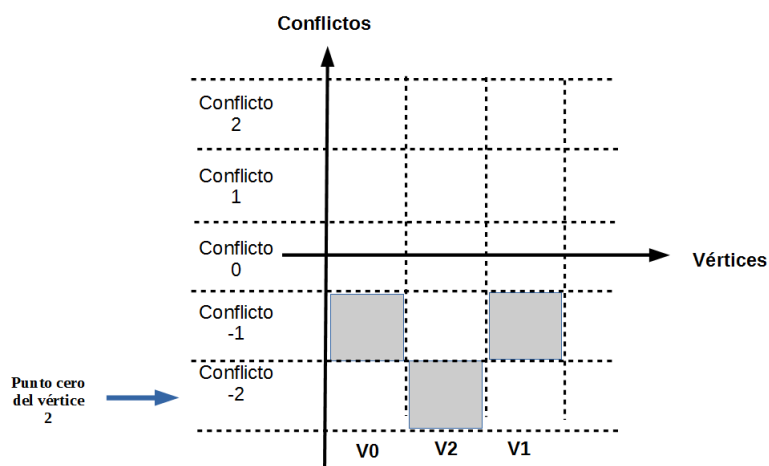 Conflictos
Conflicto
2
Conflicto
1
Conflicto
0
Vértices
Conflicto
-1
Conflicto
-2
Punto cero
del vértice
2
V0
V2
V1